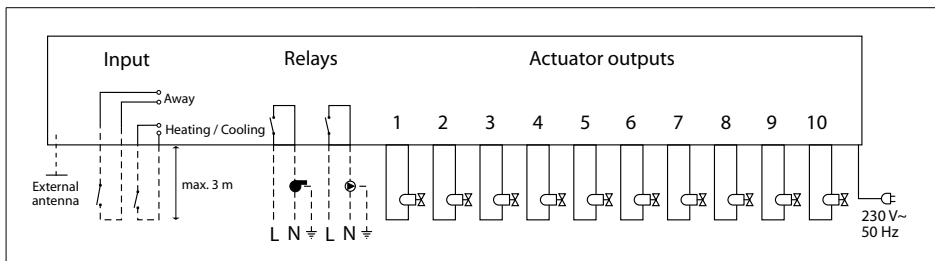 Input
Relays
Actuator outputs
Away
Heating / Cooling
1 2 3 4 5 6 7 8 9 10
External
antenna
max. 3 m
L N L N
230 V~
50 Hz